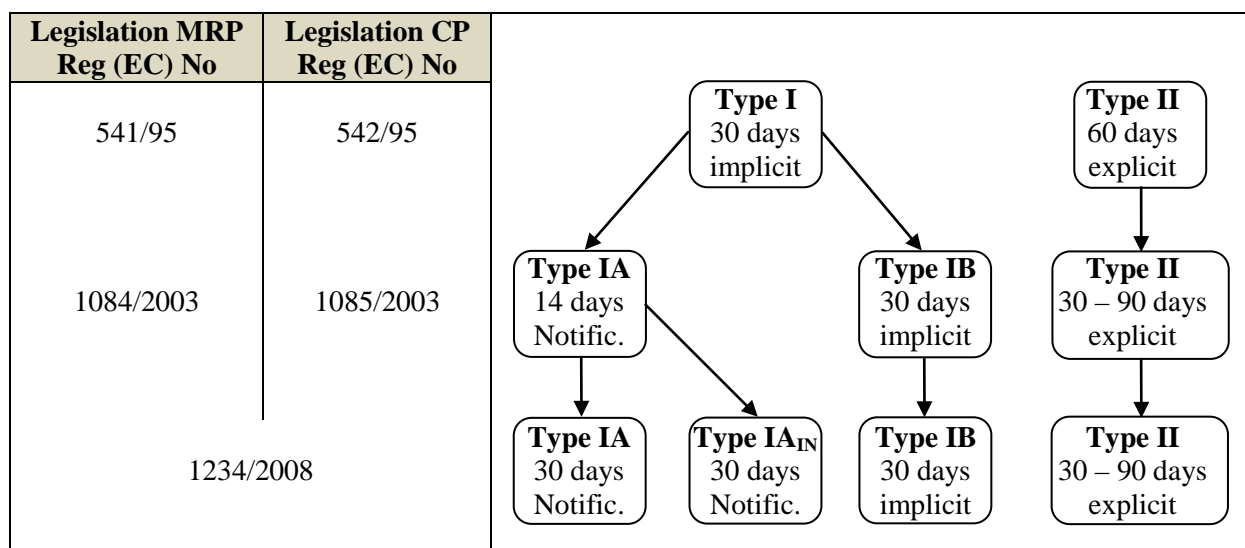 Legislation MRP
Reg (EC) No
Legislation CP
Reg (EC) No
541/95
542/95
Type I
30 days
implicit
Type II
60 days
explicit
1084/2003
1085/2003
Type IA
14 days
Notific.
Type IB
30 days
implicit
Type II
30 – 90 days
explicit
1234/2008
Type IA
30 days
Notific.
Type IAIN
30 days
Notific.
Type IB
30 days
implicit
Type II
30 – 90 days
explicit